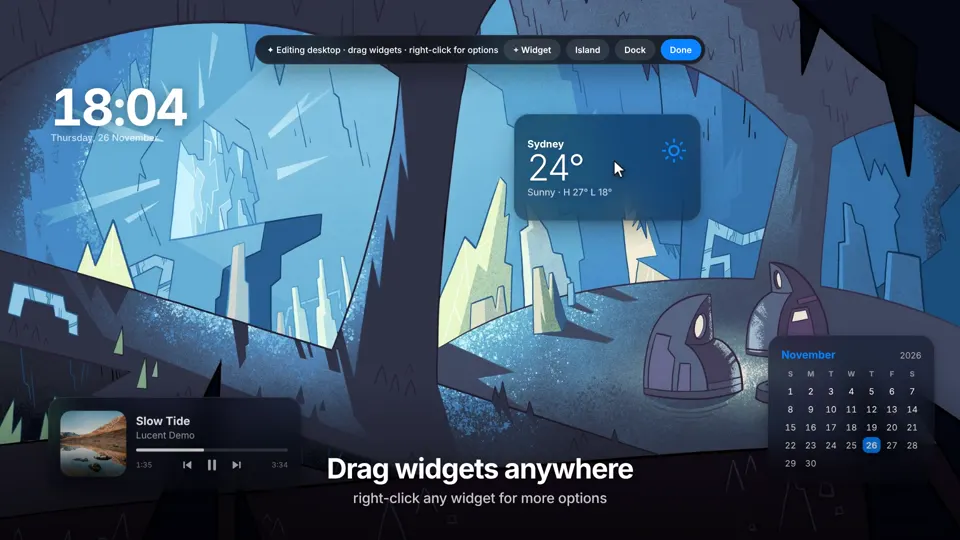 ✦ Editing desktop · drag widgets · right-click for options
+ Widget
Island
Dock
Done
18:04
Thursday, 26 November
Sydney
24°
Sunny · H 27° L 18°
Slow Tide
Lucent Demo
1:35
3:34
November 2026
S M T W T F S
1 2 3 4 5 6 7
8 9 10 11 12 13 14
15 16 17 18 19 20 21
22 23 24 25 26 27 28
29 30
Drag widgets anywhere
right-click any widget for more options